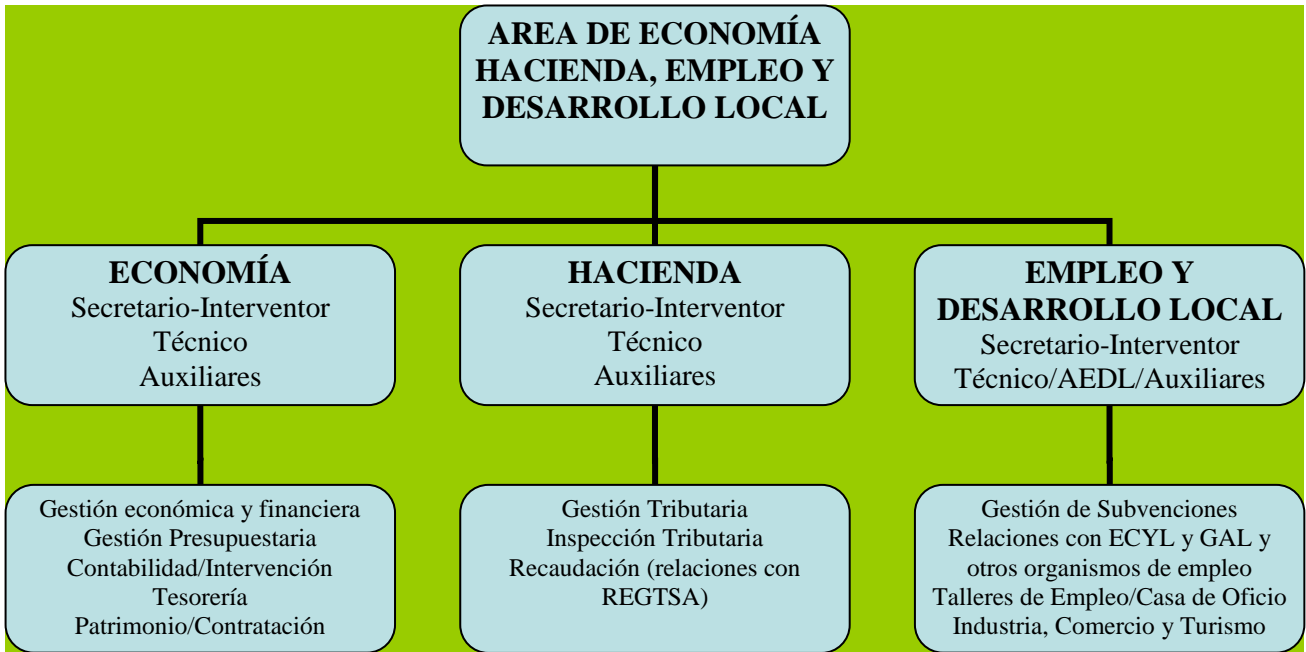 AREA DE ECONOMÍA
HACIENDA, EMPLEO Y
DESARROLLO LOCAL
ECONOMÍA
Secretario-Interventor
Técnico
Auxiliares
HACIENDA
Secretario-Interventor
Técnico
Auxiliares
EMPLEO Y
DESARROLLO LOCAL
Secretario-Interventor
Técnico/AEDL/Auxiliares
Gestión económica y financiera
Gestión Presupuestaria
Contabilidad/Intervención
Tesorería
Patrimonio/Contratación
Gestión Tributaria
Inspección Tributaria
Recaudación (relaciones con
REGTSA)
Gestión de Subvenciones
Relaciones con ECYL y GAL y
otros organismos de empleo
Talleres de Empleo/Casa de Oficio
Industria, Comercio y Turismo